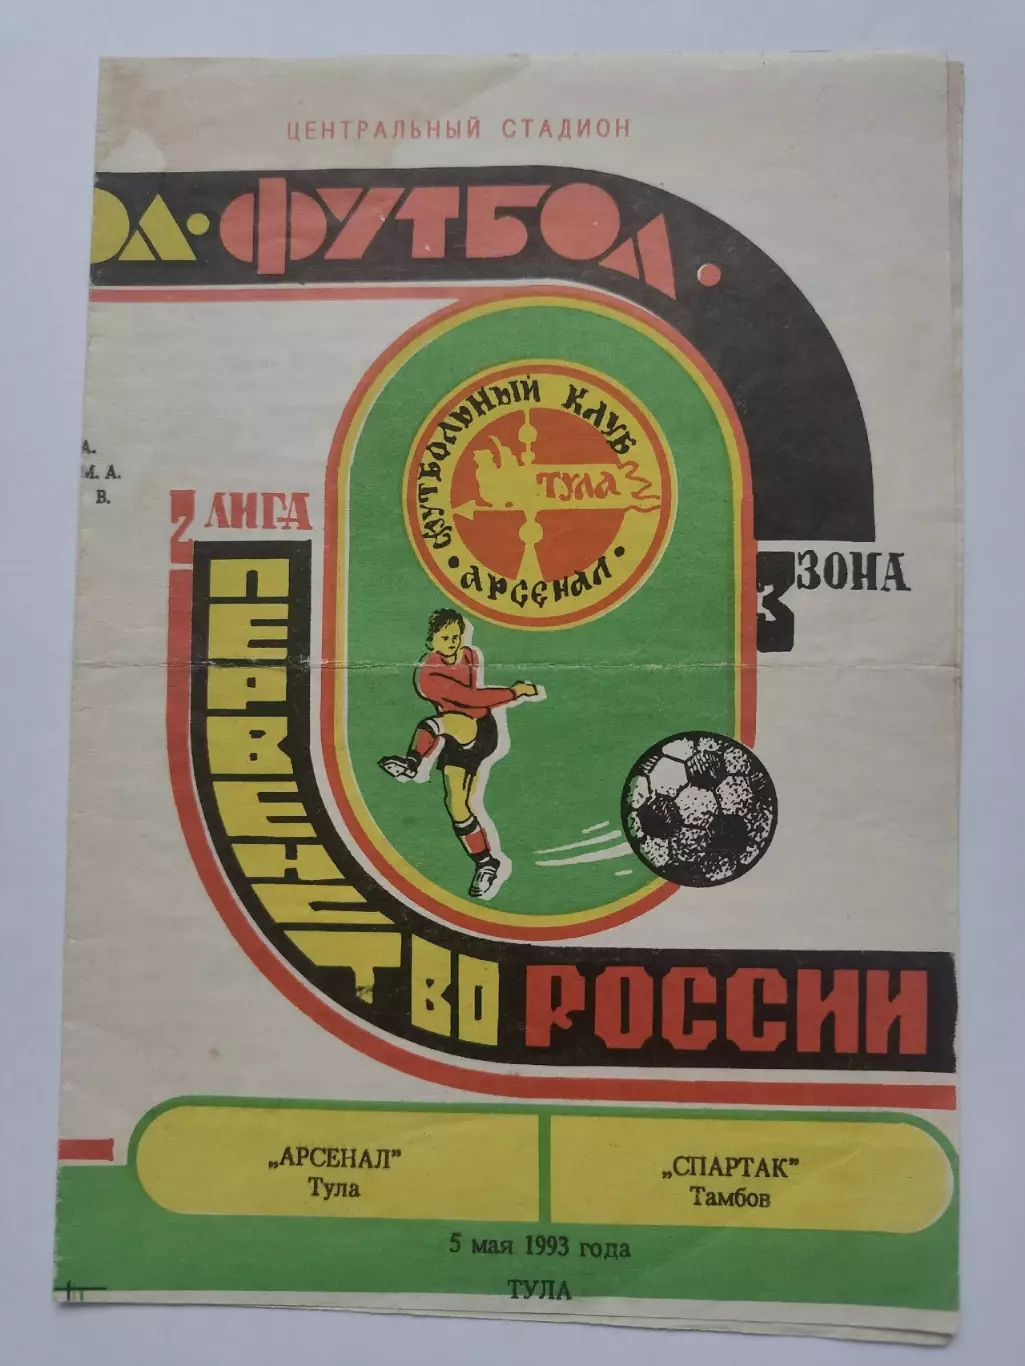 ЦЕНТРАЛЬНЫЙ СТАДИОН
ОЛ · ФУТБОЛ ·
ФУТБОЛЬНЫЙ КЛУБ
ТУЛА
· АРСЕНАЛ ·
А.
М. А.
В.
2 ЛИГА
3 ЗОНА
ПЕРВЕНСТВО РОССИИ
„АРСЕНАЛ”
Тула
„СПАРТАК”
Тамбов
5 мая 1993 года
ТУЛА